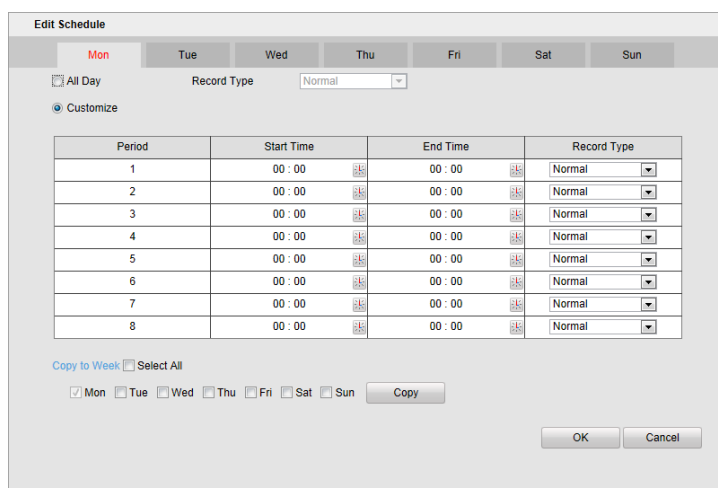 Edit Schedule
Mon Tue Wed Thu Fri Sat Sun
All Day Record Type Normal
Customize
Period Start Time End Time Record Type
1 00 : 00 00 : 00 Normal
2 00 : 00 00 : 00 Normal
3 00 : 00 00 : 00 Normal
4 00 : 00 00 : 00 Normal
5 00 : 00 00 : 00 Normal
6 00 : 00 00 : 00 Normal
7 00 : 00 00 : 00 Normal
8 00 : 00 00 : 00 Normal
Copy to Week Select All
Mon Tue Wed Thu Fri Sat Sun Copy
OK Cancel